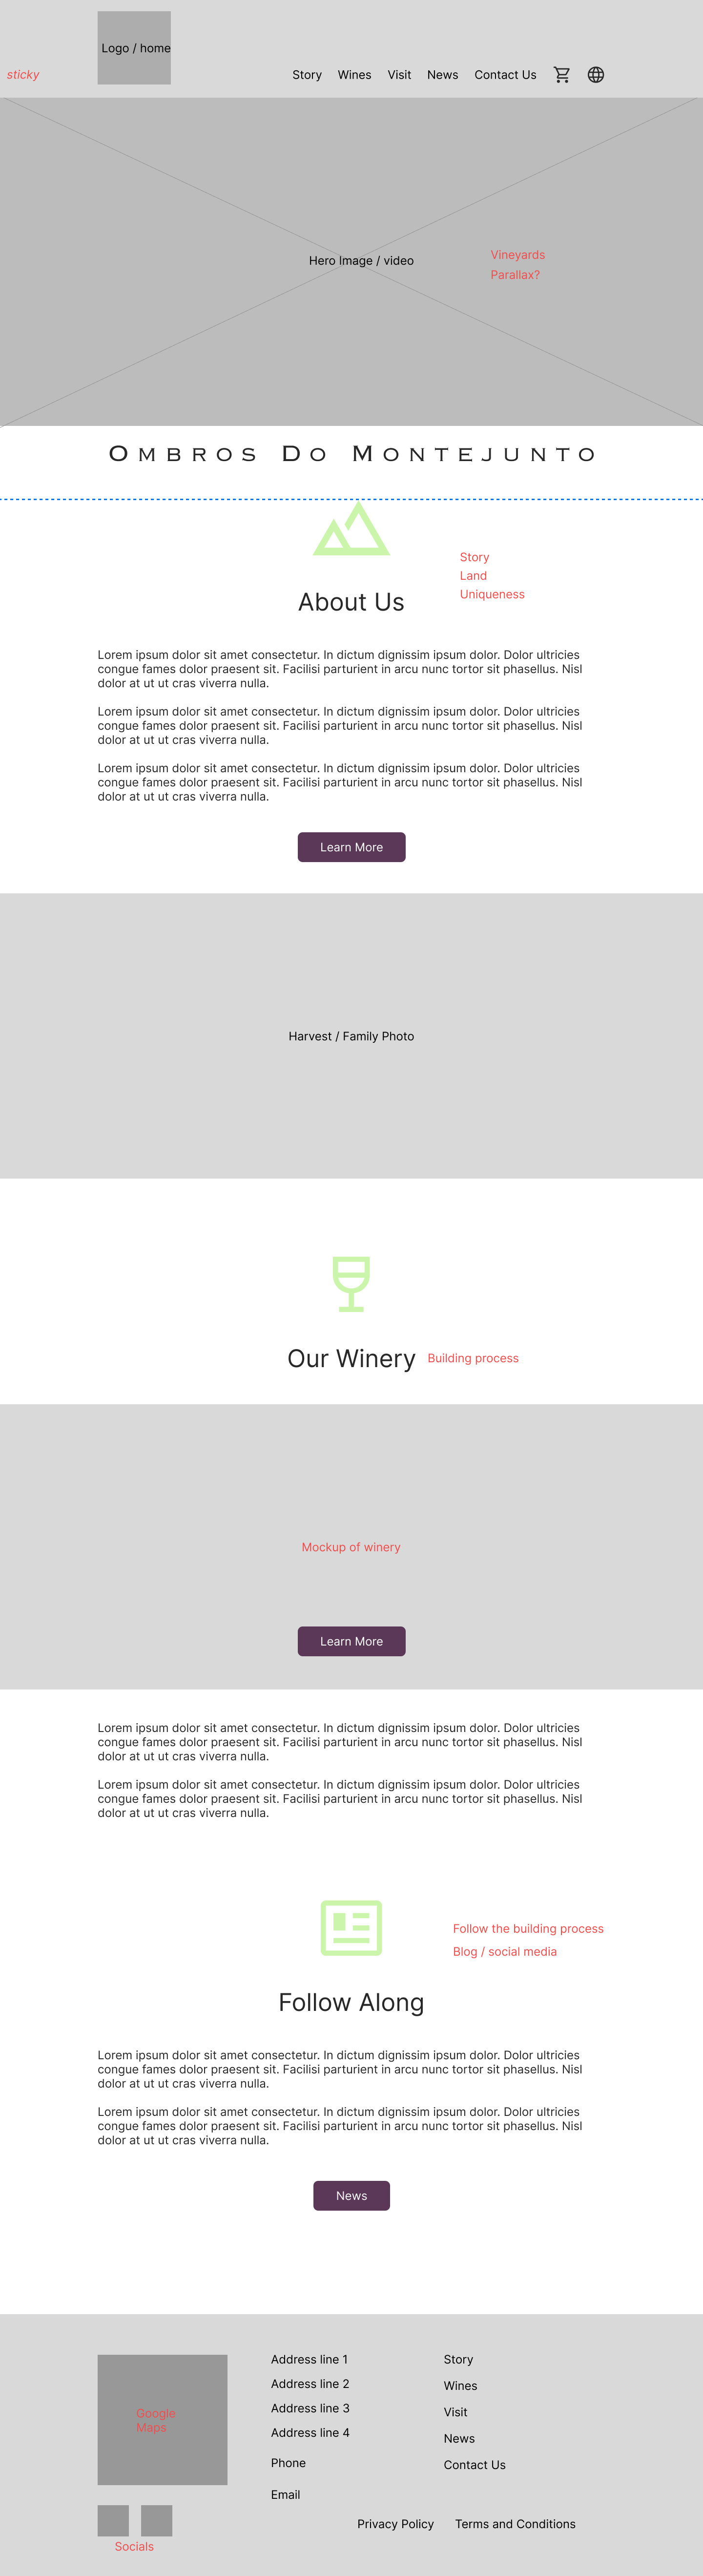 Logo / home
sticky
Story Wines Visit News Contact Us
Hero Image / video
Vineyards
Parallax?
Ombros Do Montejunto
Story
Land
Uniqueness
About Us
Lorem ipsum dolor sit amet consectetur. In dictum dignissim ipsum dolor. Dolor ultricies
congue fames dolor praesent sit. Facilisi parturient in arcu nunc tortor sit phasellus. Nisl
dolor at ut ut cras viverra nulla.
Lorem ipsum dolor sit amet consectetur. In dictum dignissim ipsum dolor. Dolor ultricies
congue fames dolor praesent sit. Facilisi parturient in arcu nunc tortor sit phasellus. Nisl
dolor at ut ut cras viverra nulla.
Lorem ipsum dolor sit amet consectetur. In dictum dignissim ipsum dolor. Dolor ultricies
congue fames dolor praesent sit. Facilisi parturient in arcu nunc tortor sit phasellus. Nisl
dolor at ut ut cras viverra nulla.
Learn More
Harvest / Family Photo
Our Winery
Building process
Mockup of winery
Learn More
Lorem ipsum dolor sit amet consectetur. In dictum dignissim ipsum dolor. Dolor ultricies
congue fames dolor praesent sit. Facilisi parturient in arcu nunc tortor sit phasellus. Nisl
dolor at ut ut cras viverra nulla.
Lorem ipsum dolor sit amet consectetur. In dictum dignissim ipsum dolor. Dolor ultricies
congue fames dolor praesent sit. Facilisi parturient in arcu nunc tortor sit phasellus. Nisl
dolor at ut ut cras viverra nulla.
Follow the building process
Blog / social media
Follow Along
Lorem ipsum dolor sit amet consectetur. In dictum dignissim ipsum dolor. Dolor ultricies
congue fames dolor praesent sit. Facilisi parturient in arcu nunc tortor sit phasellus. Nisl
dolor at ut ut cras viverra nulla.
Lorem ipsum dolor sit amet consectetur. In dictum dignissim ipsum dolor. Dolor ultricies
congue fames dolor praesent sit. Facilisi parturient in arcu nunc tortor sit phasellus. Nisl
dolor at ut ut cras viverra nulla.
News
Google
Maps
Socials
Address line 1
Address line 2
Address line 3
Address line 4
Phone
Email
Story
Wines
Visit
News
Contact Us
Privacy Policy
Terms and Conditions